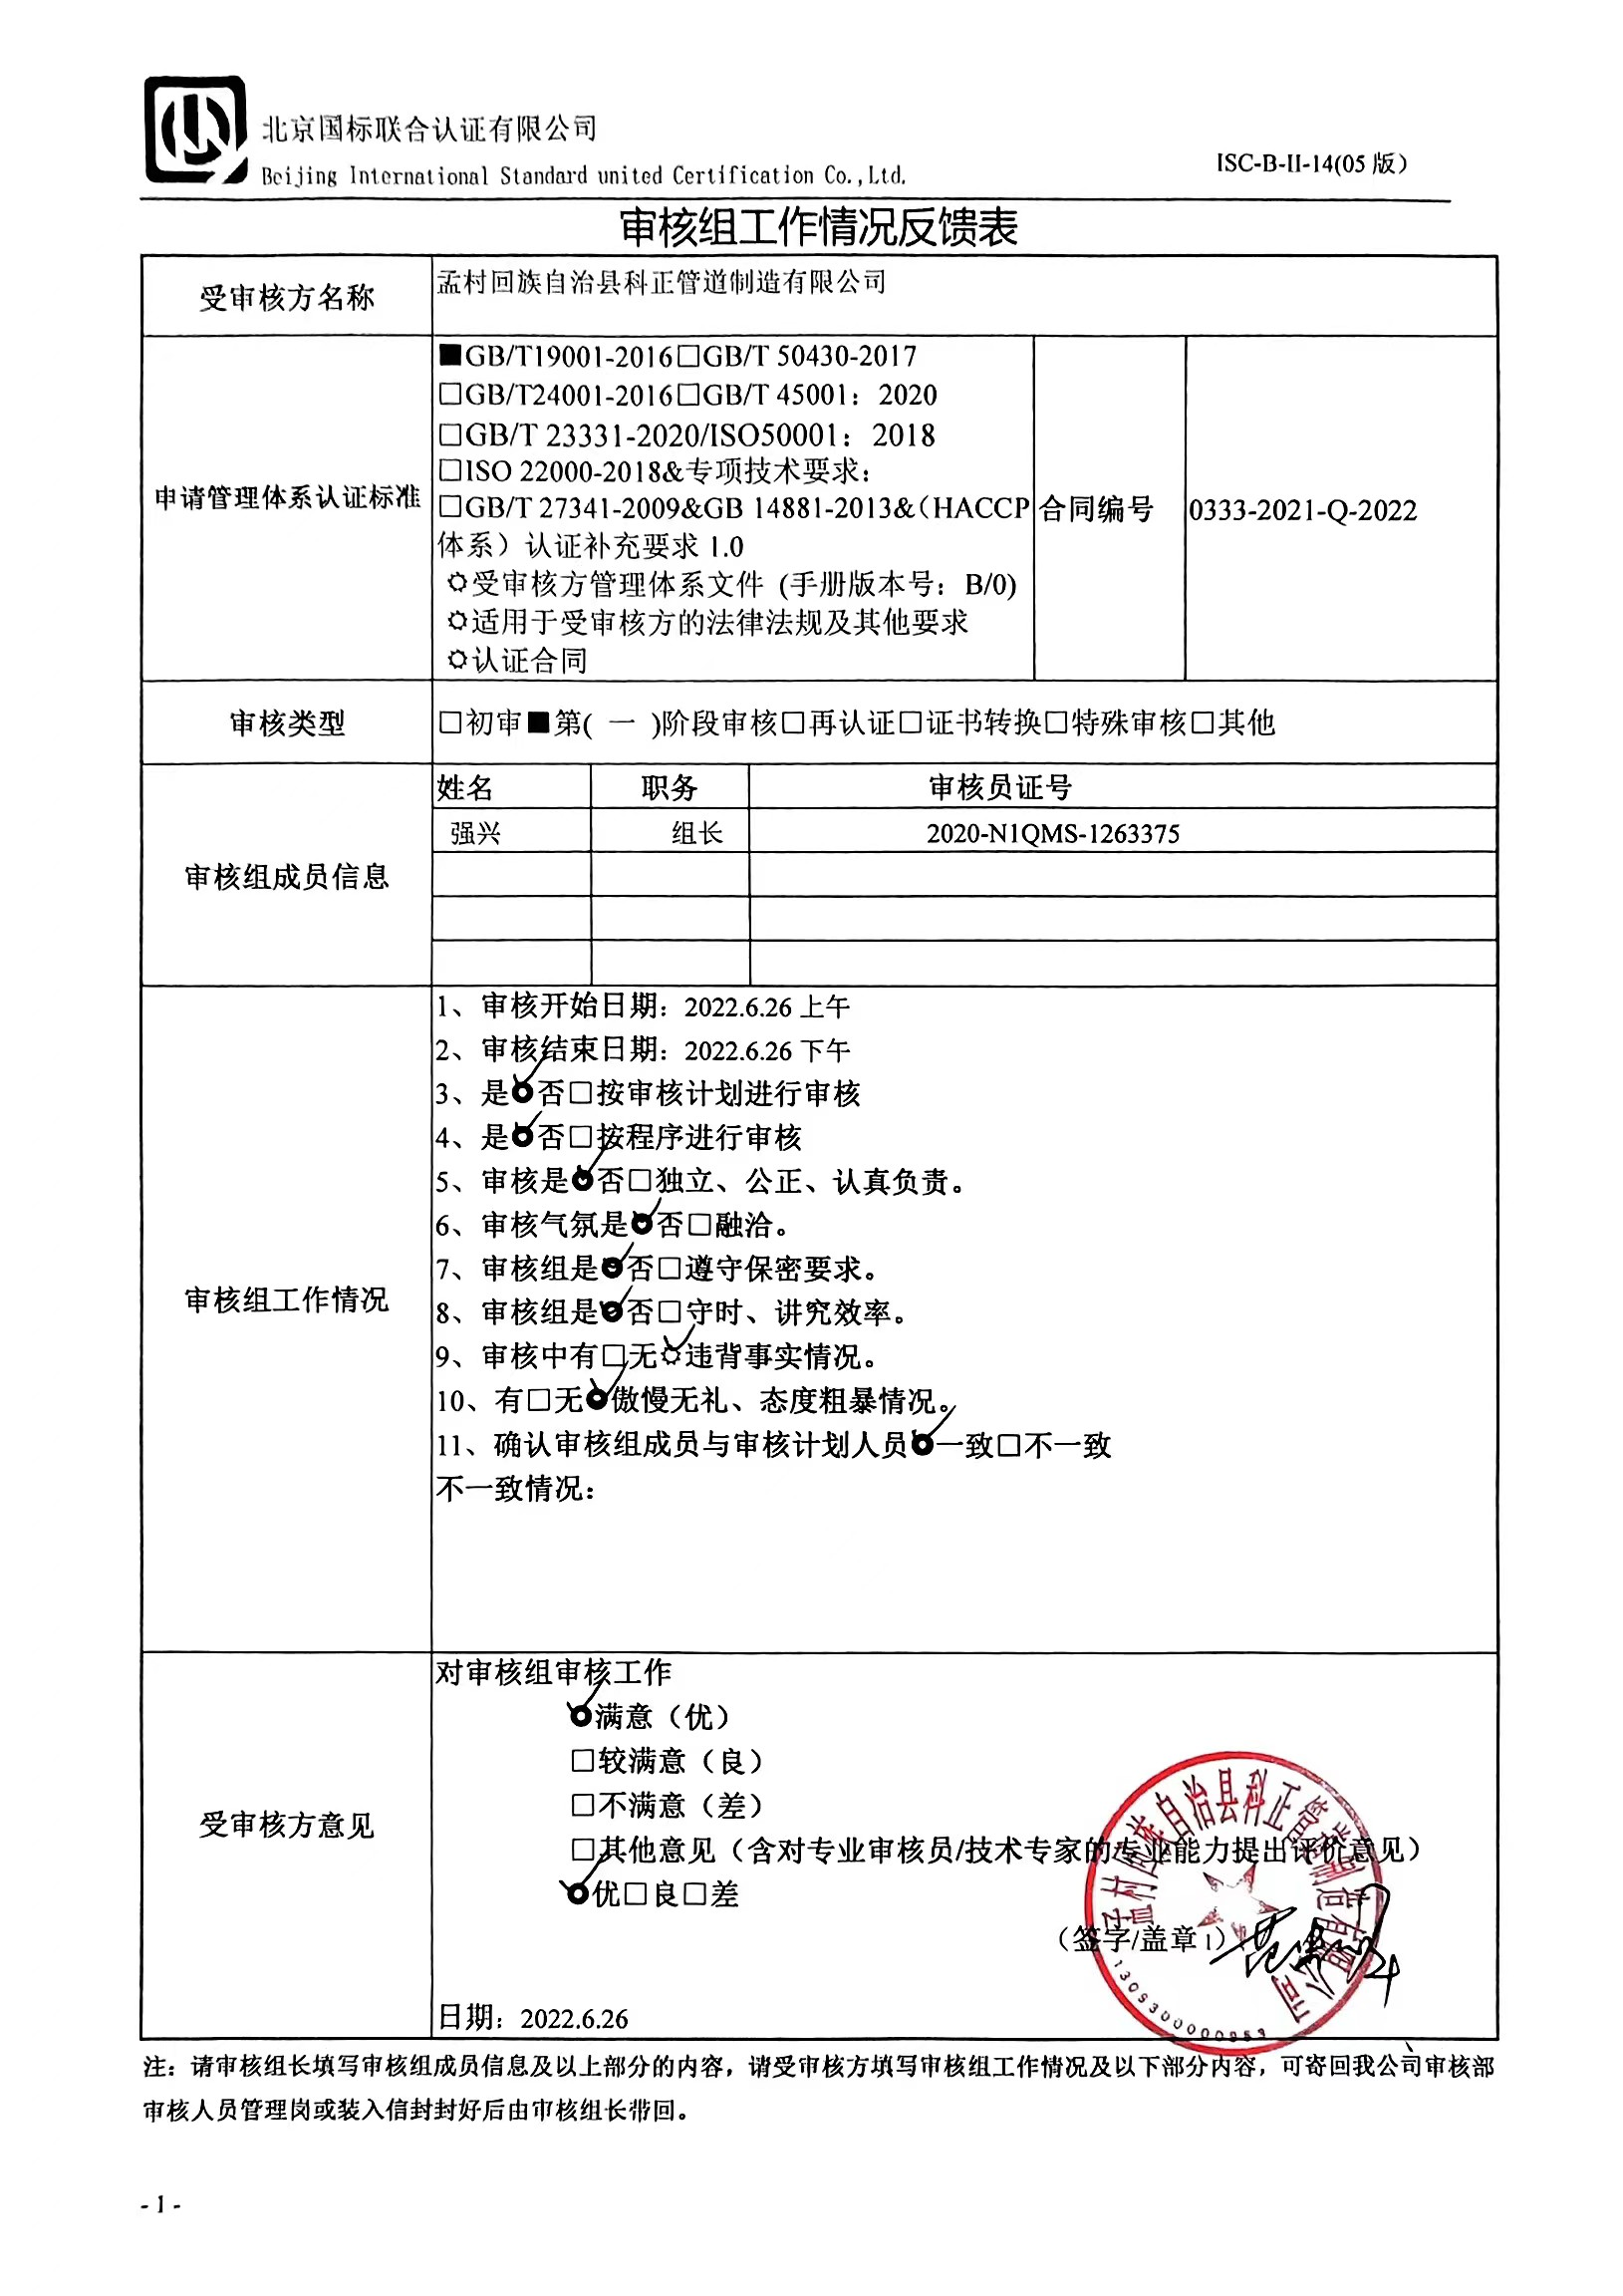 北京国标联合认证有限公司
Beijing International Standard united Certification Co.,Ltd.
ISC-B-II-14(05 版）
审核组工作情况反馈表
受审核方名称
孟村回族自治县科正管道制造有限公司
申请管理体系认证标准
■GB/T19001-2016□GB/T 50430-2017
□GB/T24001-2016□GB/T 45001：2020
□GB/T 23331-2020/ISO50001：2018
□ISO 22000-2018&专项技术要求：
□GB/T 27341-2009&GB 14881-2013&（HACCP
体系）认证补充要求 1.0
受审核方管理体系文件 (手册版本号：B/0)
适用于受审核方的法律法规及其他要求
认证合同
合同编号
0333-2021-Q-2022
审核类型
□初审■第( 一 )阶段审核□再认证□证书转换□特殊审核□其他
审核组成员信息
姓名 职务 审核员证号
强兴 组长 2020-N1QMS-1263375
审核组工作情况
1、审核开始日期：2022.6.26 上午
2、审核结束日期：2022.6.26 下午
3、是✓否□按审核计划进行审核
4、是✓否□按程序进行审核
5、审核是✓否□独立、公正、认真负责。
6、审核气氛是✓否□融洽。
7、审核组是✓否□遵守保密要求。
8、审核组是✓否□守时、讲究效率。
9、审核中有□无✓违背事实情况。
10、有□无✓傲慢无礼、态度粗暴情况。
11、确认审核组成员与审核计划人员✓一致□不一致
不一致情况：
受审核方意见
对审核组审核工作
✓满意（优）
□较满意（良）
□不满意（差）
□其他意见（含对专业审核员/技术专家的专业能力提出评价意见）
✓优□良□差
（签字/盖章）
孟村回族自治县科正管道制造有限公司
日期：2022.6.26
注：请审核组长填写审核组成员信息及以上部分的内容，请受审核方填写审核组工作情况及以下部分内容，可寄回我公司审核部
审核人员管理岗或装入信封封好后由审核组长带回。
- 1 -